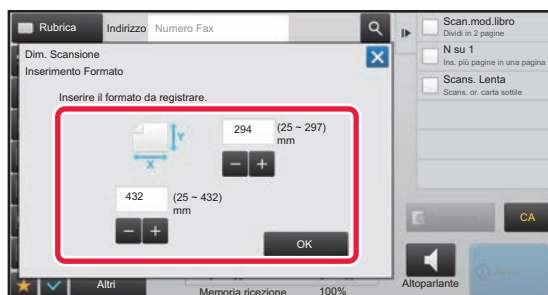 Rubrica
Indirizzo
Numero Fax
Dim. Scansione
Inserimento Formato
Inserire il formato da registrare.
Y
X
294
(25 ~ 297)
mm
432
(25 ~ 432)
mm
OK
Scan.mod.libro
Dividi in 2 pagine
N su 1
Ins. più pagine in una pagina
Scans. Lenta
Scans. or. carta sottile
CA
Altoparlante
Avvio
Altri
Memoria ricezione
100%